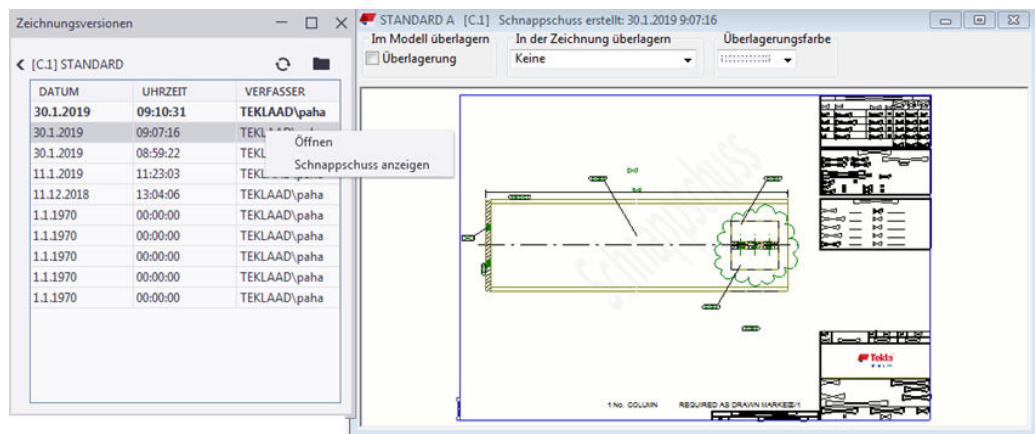 Zeichnungsversionen
[C.1] STANDARD
DATUM UHRZEIT VERFASSER
30.1.2019 09:10:31 TEKLAAD\paha
30.1.2019 09:07:16
30.1.2019 08:59:22
11.1.2019 11:23:03
11.12.2018 13:04:06 TEKLAAD\paha
1.1.1970 00:00:00 TEKLAAD\paha
1.1.1970 00:00:00 TEKLAAD\paha
1.1.1970 00:00:00 TEKLAAD\paha
1.1.1970 00:00:00 TEKLAAD\paha
1.1.1970 00:00:00 TEKLAAD\paha
Öffnen
Schnappschuss anzeigen
STANDARD A [C.1] Schnappschuss erstellt: 30.1.2019 9:07:16
Im Modell überlagern In der Zeichnung überlagern Überlagerungsfarbe
Überlagerung Keine
Schnappschuss
Tekla
1 No. COLUMN REQUIRED AS DRAWN